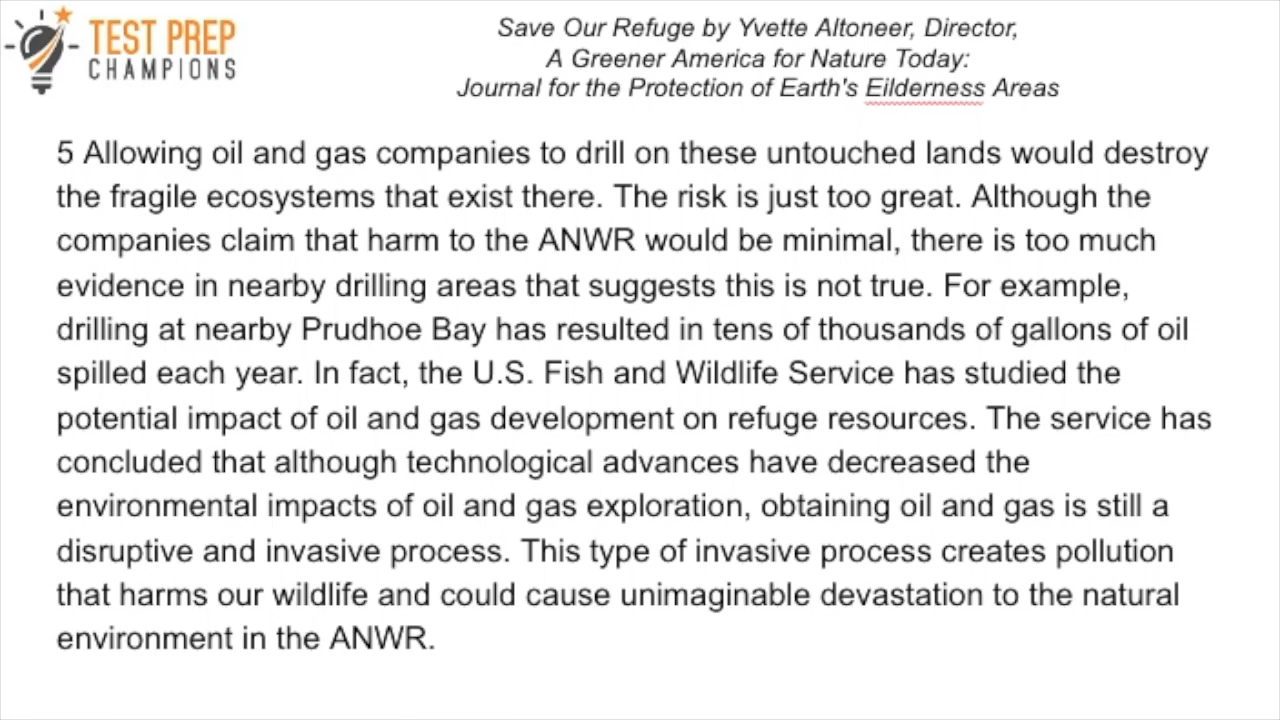 TEST PREP
CHAMPIONS
Save Our Refuge by Yvette Altoneer, Director,
A Greener America for Nature Today:
Journal for the Protection of Earth's Eilderness Areas
5 Allowing oil and gas companies to drill on these untouched lands would destroy
the fragile ecosystems that exist there. The risk is just too great. Although the
companies claim that harm to the ANWR would be minimal, there is too much
evidence in nearby drilling areas that suggests this is not true. For example,
drilling at nearby Prudhoe Bay has resulted in tens of thousands of gallons of oil
spilled each year. In fact, the U.S. Fish and Wildlife Service has studied the
potential impact of oil and gas development on refuge resources. The service has
concluded that although technological advances have decreased the
environmental impacts of oil and gas exploration, obtaining oil and gas is still a
disruptive and invasive process. This type of invasive process creates pollution
that harms our wildlife and could cause unimaginable devastation to the natural
environment in the ANWR.